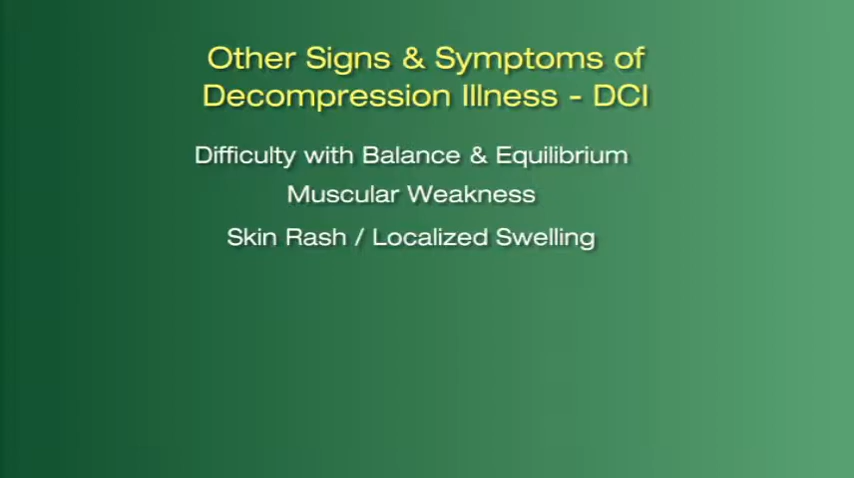 Other Signs & Symptoms of
Decompression Illness - DCI
Difficulty with Balance & Equilibrium
Muscular Weakness
Skin Rash / Localized Swelling